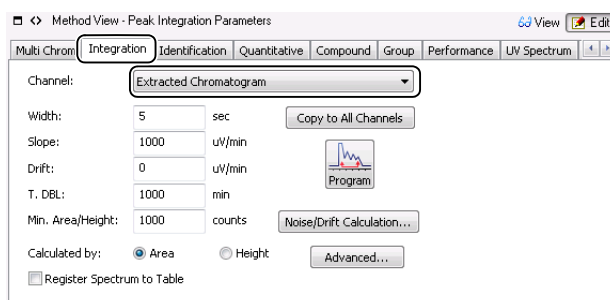 Method View - Peak Integration Parameters
View Edit
Multi Chrom Integration Identification Quantitative Compound Group Performance UV Spectrum
Channel: Extracted Chromatogram
Width: 5 sec Copy to All Channels
Slope: 1000 uV/min
Drift: 0 uV/min
Program
T. DBL: 1000 min
Min. Area/Height: 1000 counts Noise/Drift Calculation...
Calculated by: Area Height Advanced...
Register Spectrum to Table